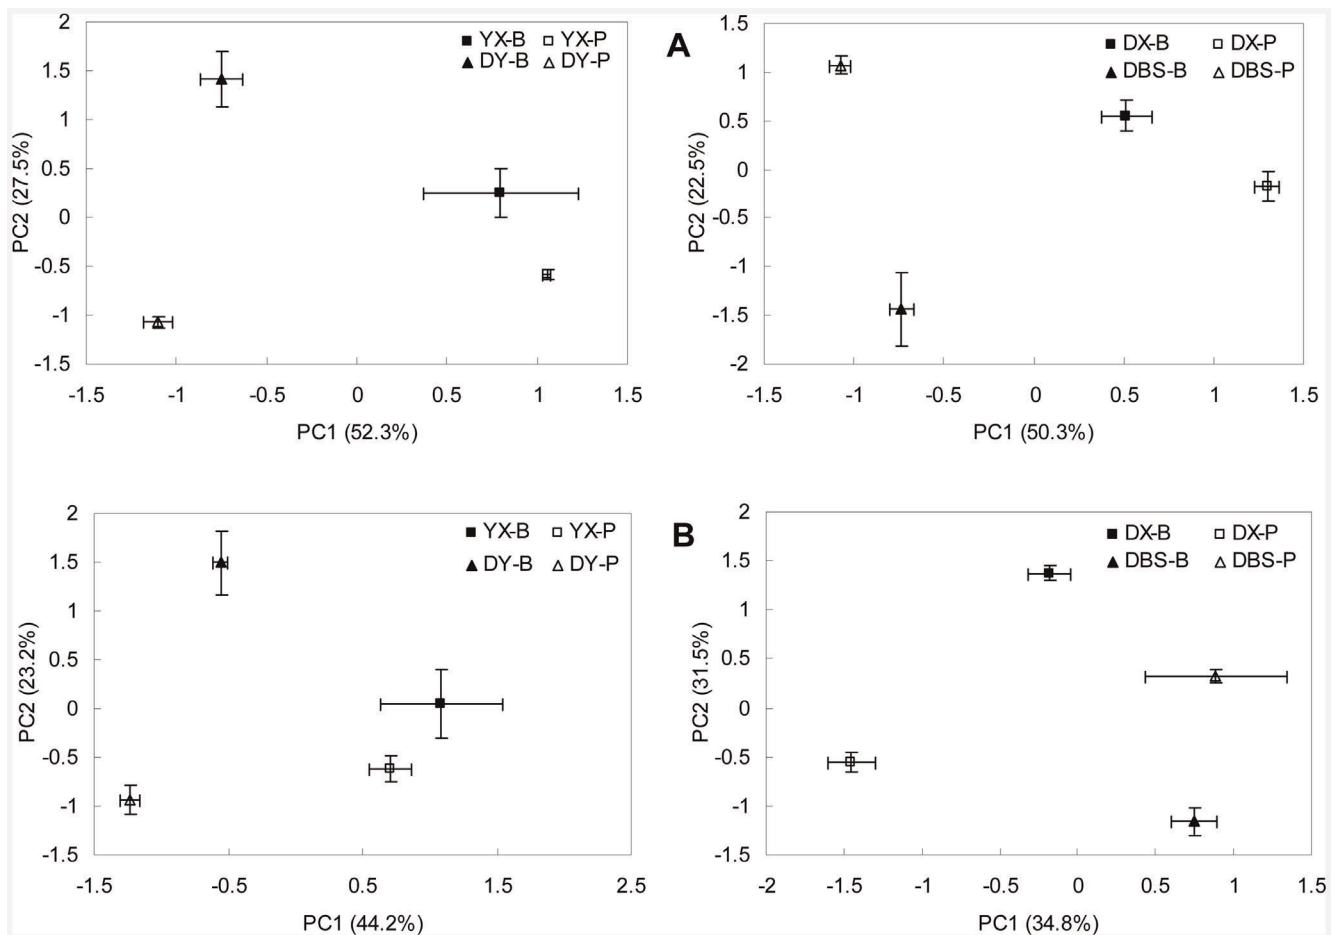 A
■ YX-B □ YX-P
▲ DY-B △ DY-P
PC2 (27.5%)
2
1.5
1
0.5
0
-0.5
-1
-1.5
-1.5 -1 -0.5 0 0.5 1 1.5
PC1 (52.3%)
■ DX-B □ DX-P
▲ DBS-B △ DBS-P
PC2 (22.5%)
1.5
1
0.5
0
-0.5
-1
-1.5
-2
-1.5 -1 -0.5 0 0.5 1 1.5
PC1 (50.3%)
B
■ YX-B □ YX-P
▲ DY-B △ DY-P
PC2 (23.2%)
2
1.5
1
0.5
0
-0.5
-1
-1.5
-1.5 -0.5 0.5 1.5 2.5
PC1 (44.2%)
■ DX-B □ DX-P
▲ DBS-B △ DBS-P
PC2 (31.5%)
2
1.5
1
0.5
0
-0.5
-1
-1.5
-2 -1.5 -1 -0.5 0 0.5 1 1.5
PC1 (34.8%)